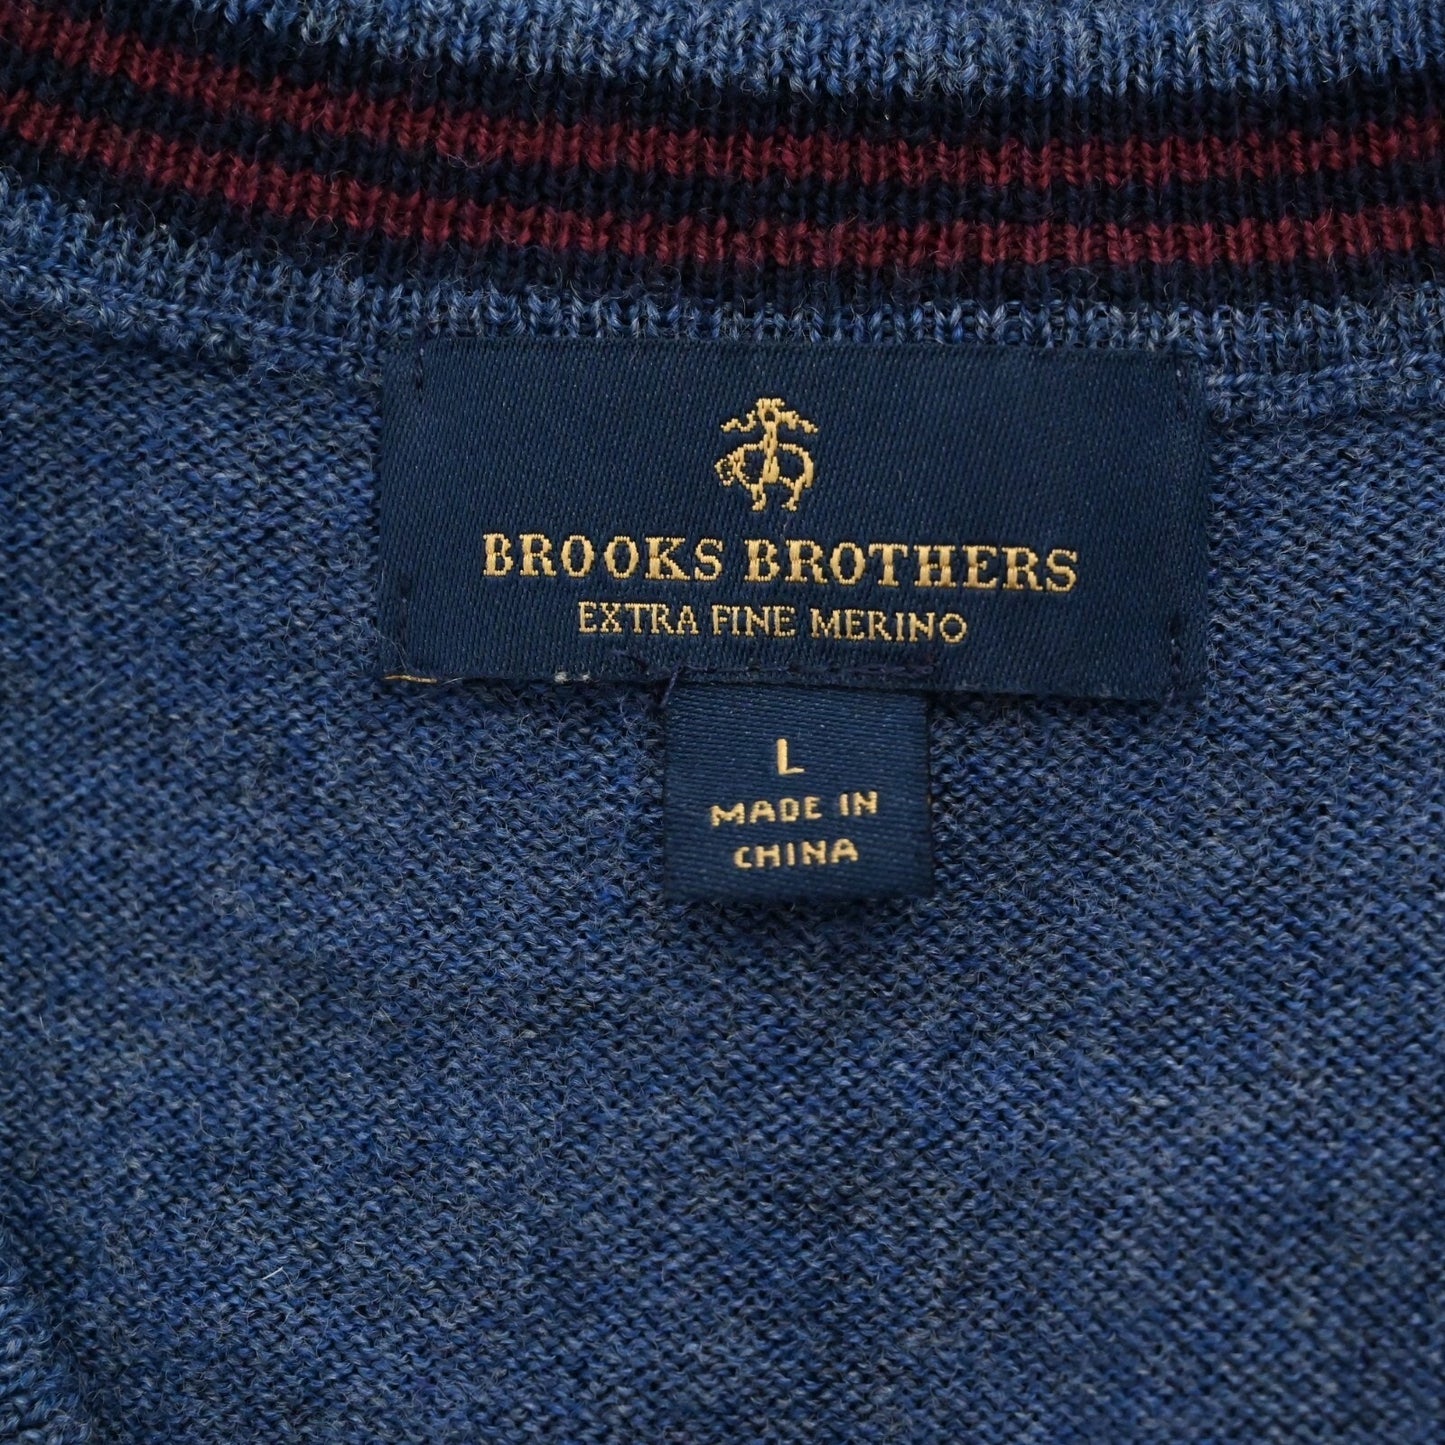 BROOKS BROTHERS
EXTRA FINE MERINO
L
MADE IN
CHINA